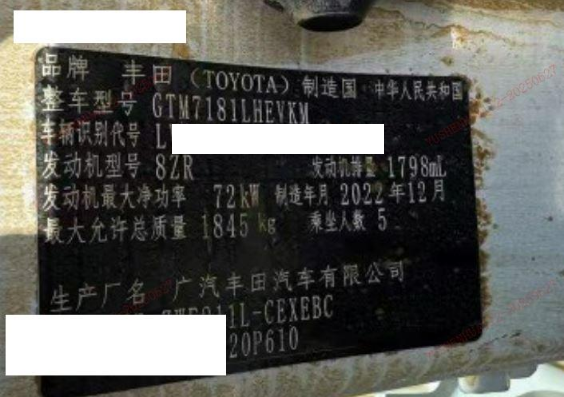 品牌 丰田（TOYOTA）制造国 中华人民共和国
整车型号 GTM7181LHEVKM
车辆识别代号 L
发动机型号 8ZR 发动机排量 1798mL
发动机最大净功率 72kW 制造年月 2022年12月
最大允许总质量 1845 kg 乘坐人数 5
生产厂名 广汽丰田汽车有限公司
11L-CEXEBC
20P610